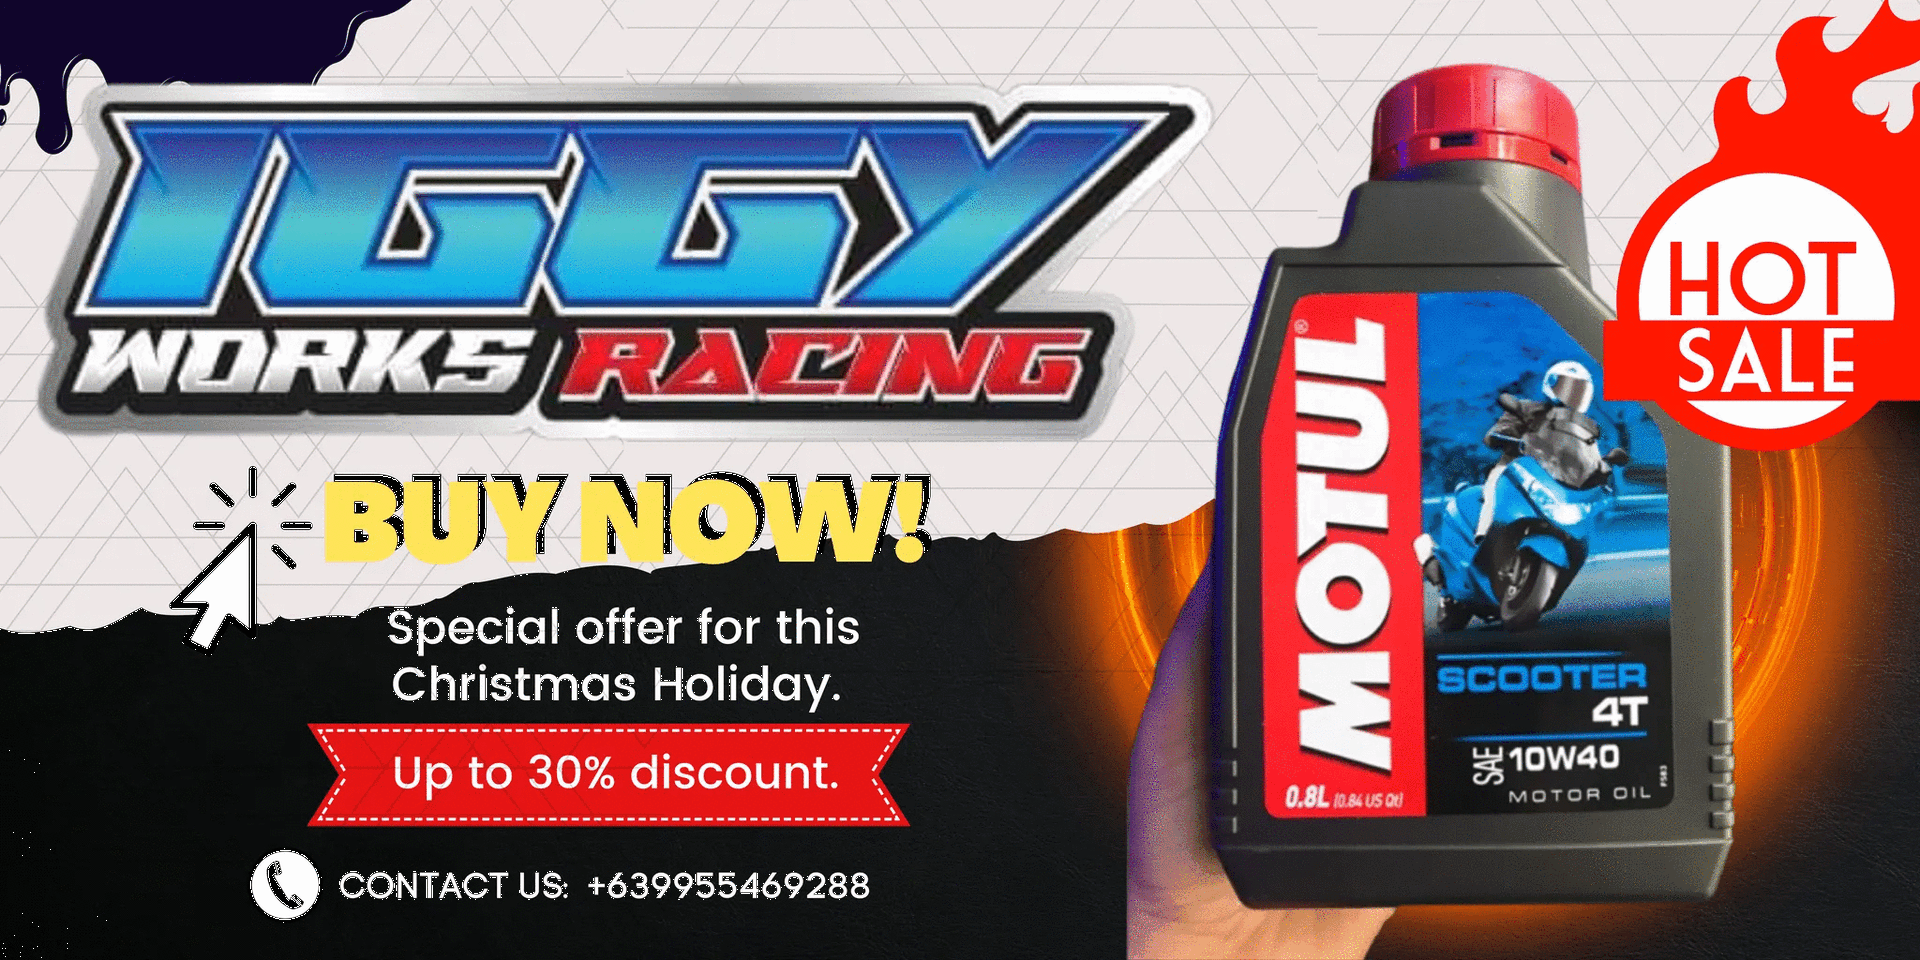 IGGY
WORKS RACING
BUY NOW!
Special offer for this
Christmas Holiday.
Up to 30% discount.
CONTACT US: +639955469288
HOT
SALE
MOTUL®
SCOOTER
4T
SAE 10W40
MOTOR OIL
0.8L (0.84 US Qt)